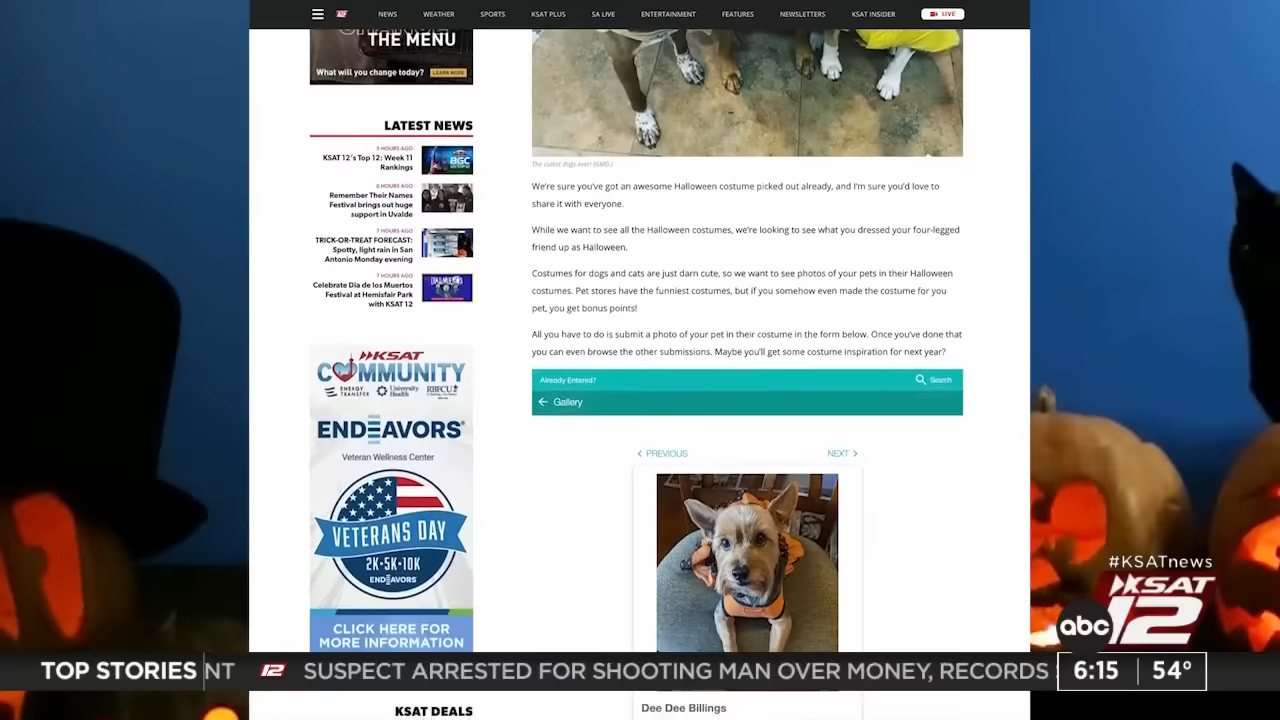 NEWS
WEATHER
SPORTS
KSAT PLUS
SA LIVE
ENTERTAINMENT
FEATURES
NEWSLETTERS
KSAT INSIDER
LIVE
THE MENU
What will you change today?
LEARN MORE
LATEST NEWS
5 HOURS AGO
KSAT 12's Top 12: Week 11
Rankings
BGC
6 HOURS AGO
Remember Their Names
Festival brings out huge
support in Uvalde
7 HOURS AGO
TRICK-OR-TREAT FORECAST:
Spotty, light rain in San
Antonio Monday evening
7 HOURS AGO
Celebrate Día de los Muertos
Festival at Hemisfair Park
with KSAT 12
KSAT
COMMUNITY
ENERGY
TRANSFER
University
Health
RBFCU
ENDEAVORS
Veteran Wellness Center
VETERANS DAY
2K•5K•10K
ENDEAVORS
CLICK HERE FOR
MORE INFORMATION
KSAT DEALS
The cutest dogs ever! (GMG.)
We're sure you've got an awesome Halloween costume picked out already, and I'm sure you'd love to
share it with everyone.
While we want to see all the Halloween costumes, we're looking to see what you dressed your four-legged
friend up as Halloween.
Costumes for dogs and cats are just darn cute, so we want to see photos of your pets in their Halloween
costumes. Pet stores have the funniest costumes, but if you somehow even made the costume for you
pet, you get bonus points!
All you have to do is submit a photo of your pet in their costume in the form below. Once you've done that
you can even browse the other submissions. Maybe you'll get some costume inspiration for next year?
Already Entered?
Search
Gallery
PREVIOUS
NEXT
Dee Dee Billings
#KSATnews
KSAT
abc 12
TOP STORIES
NT 12 SUSPECT ARRESTED FOR SHOOTING MAN OVER MONEY, RECORDS
6:15
54°